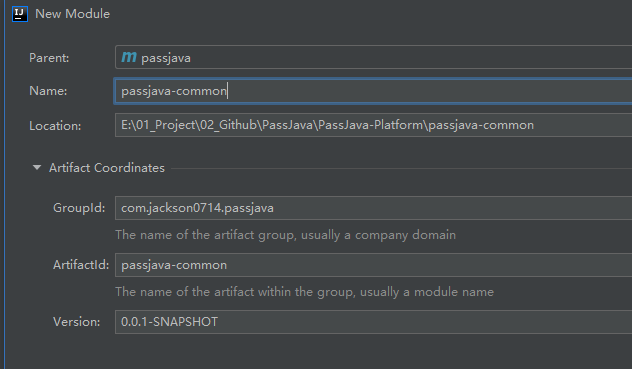 IJ New Module
Parent: m passjava
Name: passjava-common
Location: E:\01_Project\02_Github\PassJava\PassJava-Platform\passjava-common
Artifact Coordinates
GroupId: com.jackson0714.passjava
The name of the artifact group, usually a company domain
ArtifactId: passjava-common
The name of the artifact within the group, usually a module name
Version: 0.0.1-SNAPSHOT